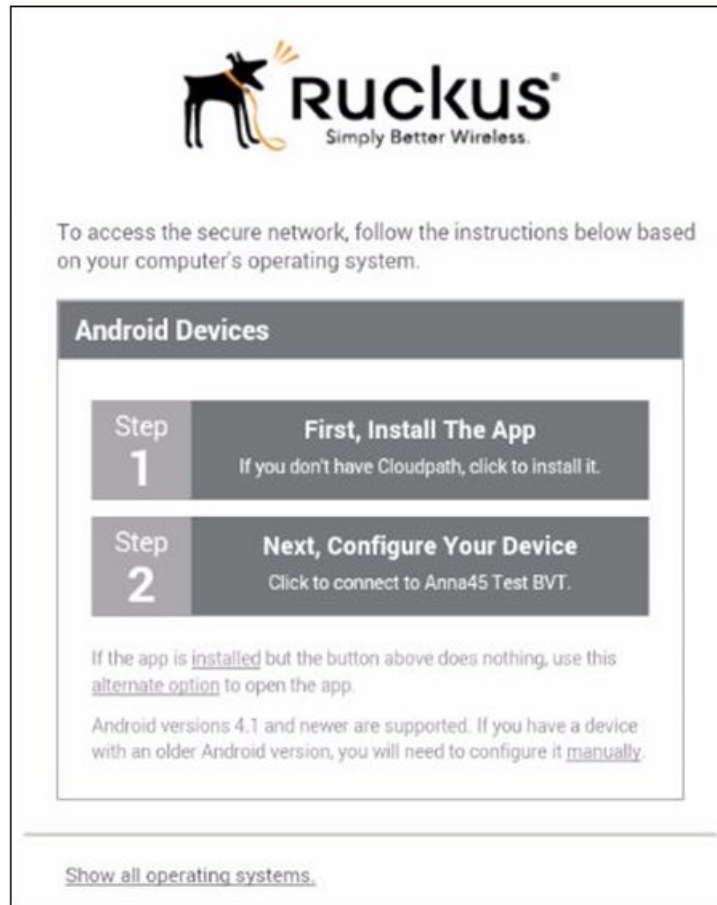 RUCKUS®
Simply Better Wireless.
To access the secure network, follow the instructions below based
on your computer's operating system.
Android Devices
Step
1
First, Install The App
If you don't have Cloudpath, click to install it.
Step
2
Next, Configure Your Device
Click to connect to Anna45 Test BVT.
If the app is installed but the button above does nothing, use this
alternate option to open the app.
Android versions 4.1 and newer are supported. If you have a device
with an older Android version, you will need to configure it manually.
Show all operating systems.